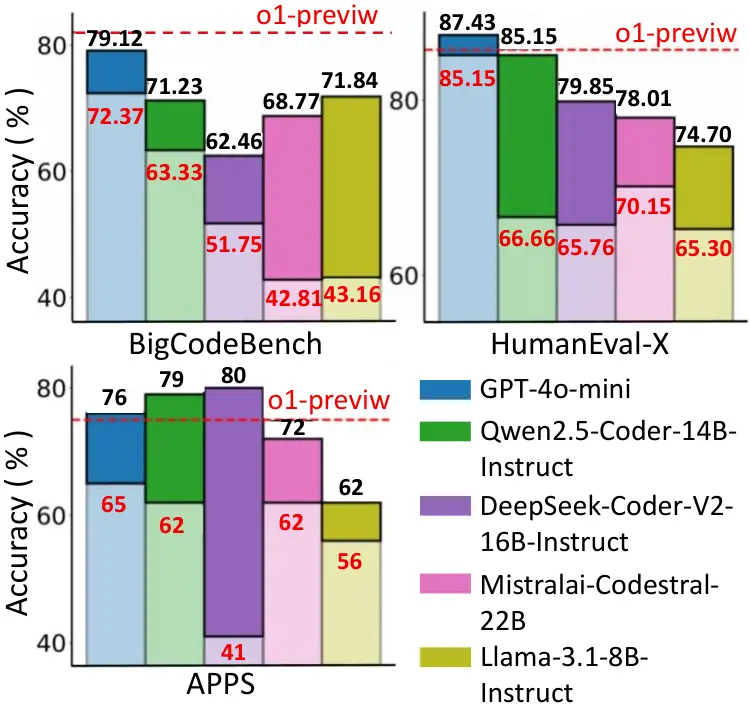 o1-previw
79.12
71.23
62.46
68.77
71.84
72.37
63.33
51.75
42.81
43.16
80
60
40
Accuracy ( % )
BigCodeBench
87.43
85.15
o1-previw
85.15
79.85
78.01
74.70
66.66
65.76
70.15
65.30
80
60
Accuracy ( % )
HumanEval-X
76
79
80
o1-previw
72
62
65
62
41
62
56
80
60
40
Accuracy ( % )
APPS
GPT-4o-mini
Qwen2.5-Coder-14B-
Instruct
DeepSeek-Coder-V2-
16B-Instruct
Mistralai-Codestral-
22B
Llama-3.1-8B-
Instruct